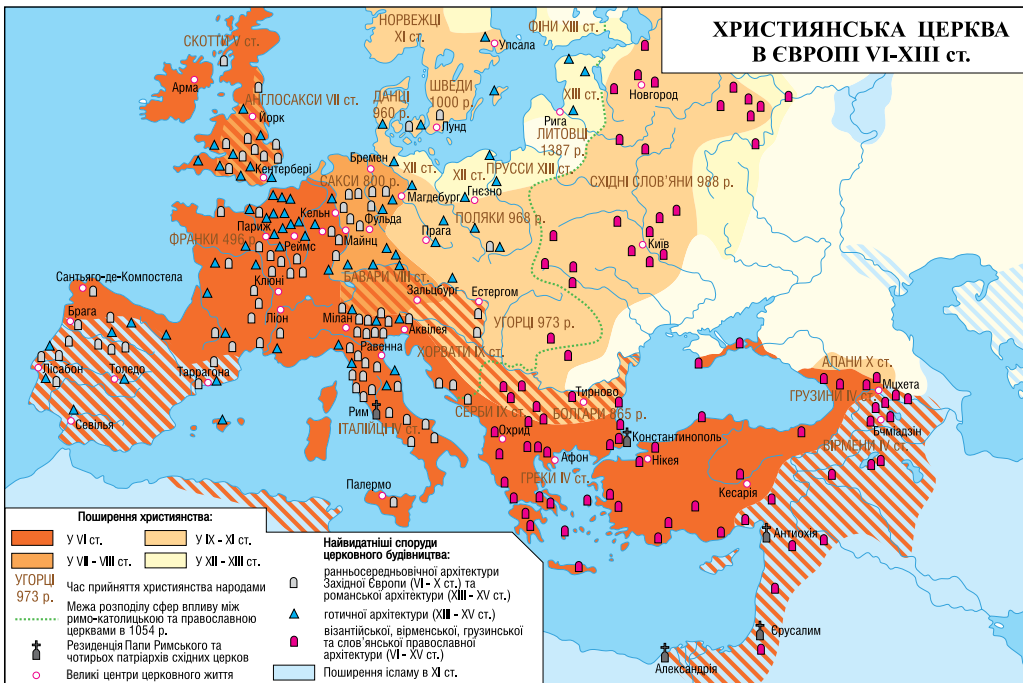 ХРИСТИЯНСЬКА ЦЕРКВА
В ЄВРОПІ VI-XIII ст.
НОРВЕЖЦІ
XI ст.
ФІНИ XIII ст.
СКОТТИ V ст.
Упсала
Арма
АНГЛОСАКСИ VII ст.
Йорк
ДАНЦІ
960 р.
ШВЕДИ
1000 р.
Лунд
XIII ст.
Рига
Новгород
ЛИТОВЦІ
1387 р.
Кентербері
Бремен
XII ст.
САКСИ 800 р.
Магдебург
XII ст.
ПРУССИ XIII ст.
Гнєзно
СХІДНІ СЛОВ'ЯНИ 988 р.
Кельн
Фульда
ПОЛЯКИ 968 р.
Париж
Реймс
Майнц
Прага
Київ
ФРАНКИ 496 р.
БАВАРИ VIII ст.
Зальцбург
Естергом
Сантьяго-де-Компостела
Клюні
Брага
Ліон
Мілан
Аквілея
УГОРЦІ 973 р.
Равенна
ХОРВАТИ IX ст.
Лісабон
Толедо
Таррагона
АЛАНИ X ст.
Мцхета
ГРУЗИНИ IV ст.
Тирново
Рим
СЕРБИ IX ст.
БОЛГАРИ 865 р.
Севілья
ІТАЛІЙЦІ IV ст.
Охрид
Константинополь
Ечміадзін
ВІРМЕНИ IV ст.
Афон
Нікея
ГРЕКИ IV ст.
Кесарія
Палермо
Антиохія
Єрусалим
Александрія
Поширення християнства:
У VI ст.
У IX - XI ст.
У VII - VIII ст.
У XII - XIII ст.
УГОРЦІ
973 р.
Час прийняття християнства народами
Межа розподілу сфер впливу між
римо-католицькою та православною
церквами в 1054 р.
Резиденція Папи Римського та
чотирьох патріархів східних церков
Великі центри церковного життя
Найвидатніші споруди
церковного будівництва:
ранньосередньовічної архітектури
Західної Європи (VI - X ст.) та
романської архітектури (XIII - XV ст.)
готичної архітектури (XIII - XV ст.)
візантійської, вірменської, грузинської
та слов'янської православної
архітектури (VI - XV ст.)
Поширення ісламу в XI ст.